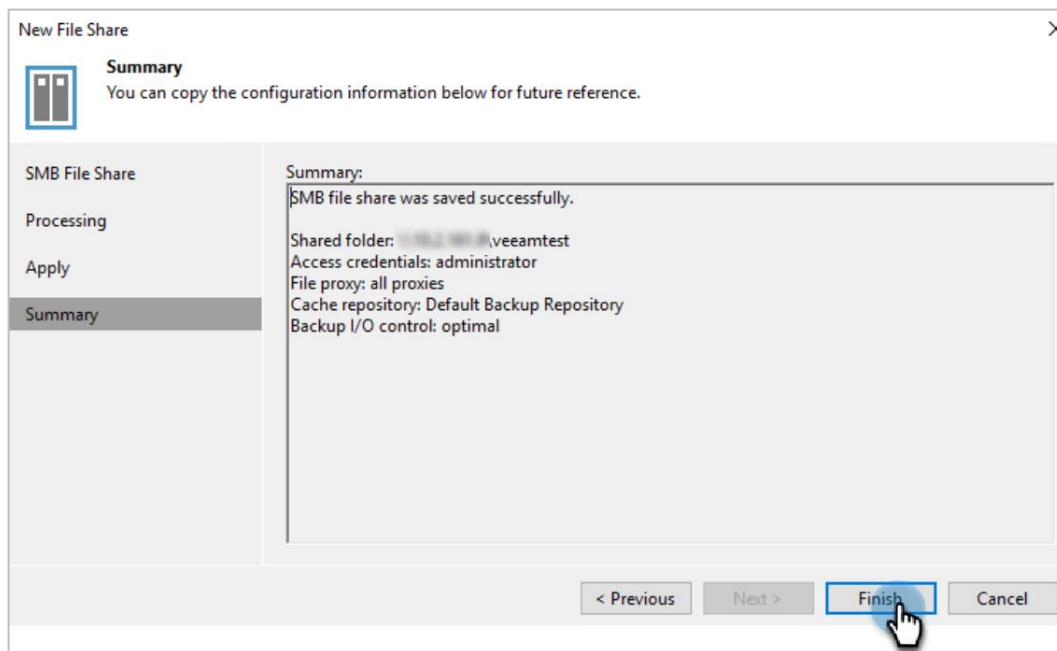 New File Share
Summary
You can copy the configuration information below for future reference.
SMB File Share
Processing
Apply
Summary
Summary:
SMB file share was saved successfully.
Shared folder: \veeamtest
Access credentials: administrator
File proxy: all proxies
Cache repository: Default Backup Repository
Backup I/O control: optimal
< Previous
Next >
Finish
Cancel